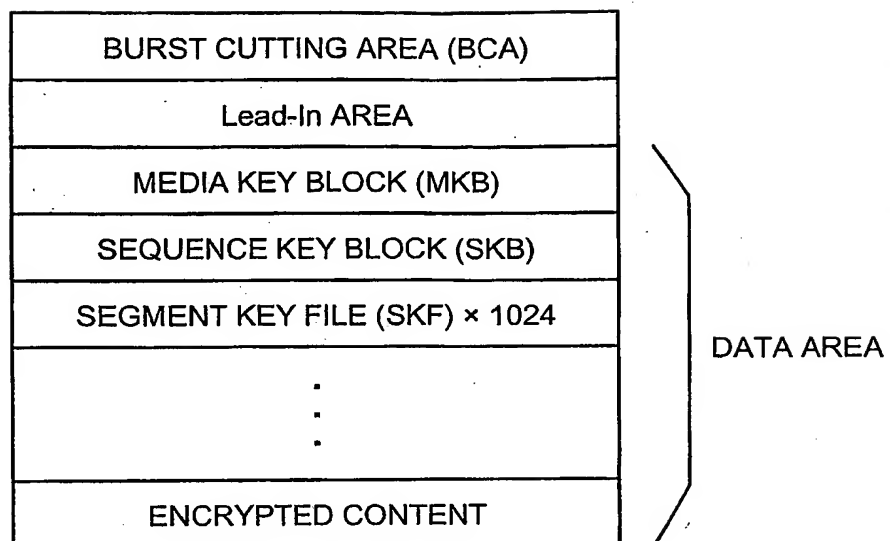 BURST CUTTING AREA (BCA)
Lead-In AREA
MEDIA KEY BLOCK (MKB)
SEQUENCE KEY BLOCK (SKB)
SEGMENT KEY FILE (SKF) × 1024
DATA AREA
ENCRYPTED CONTENT